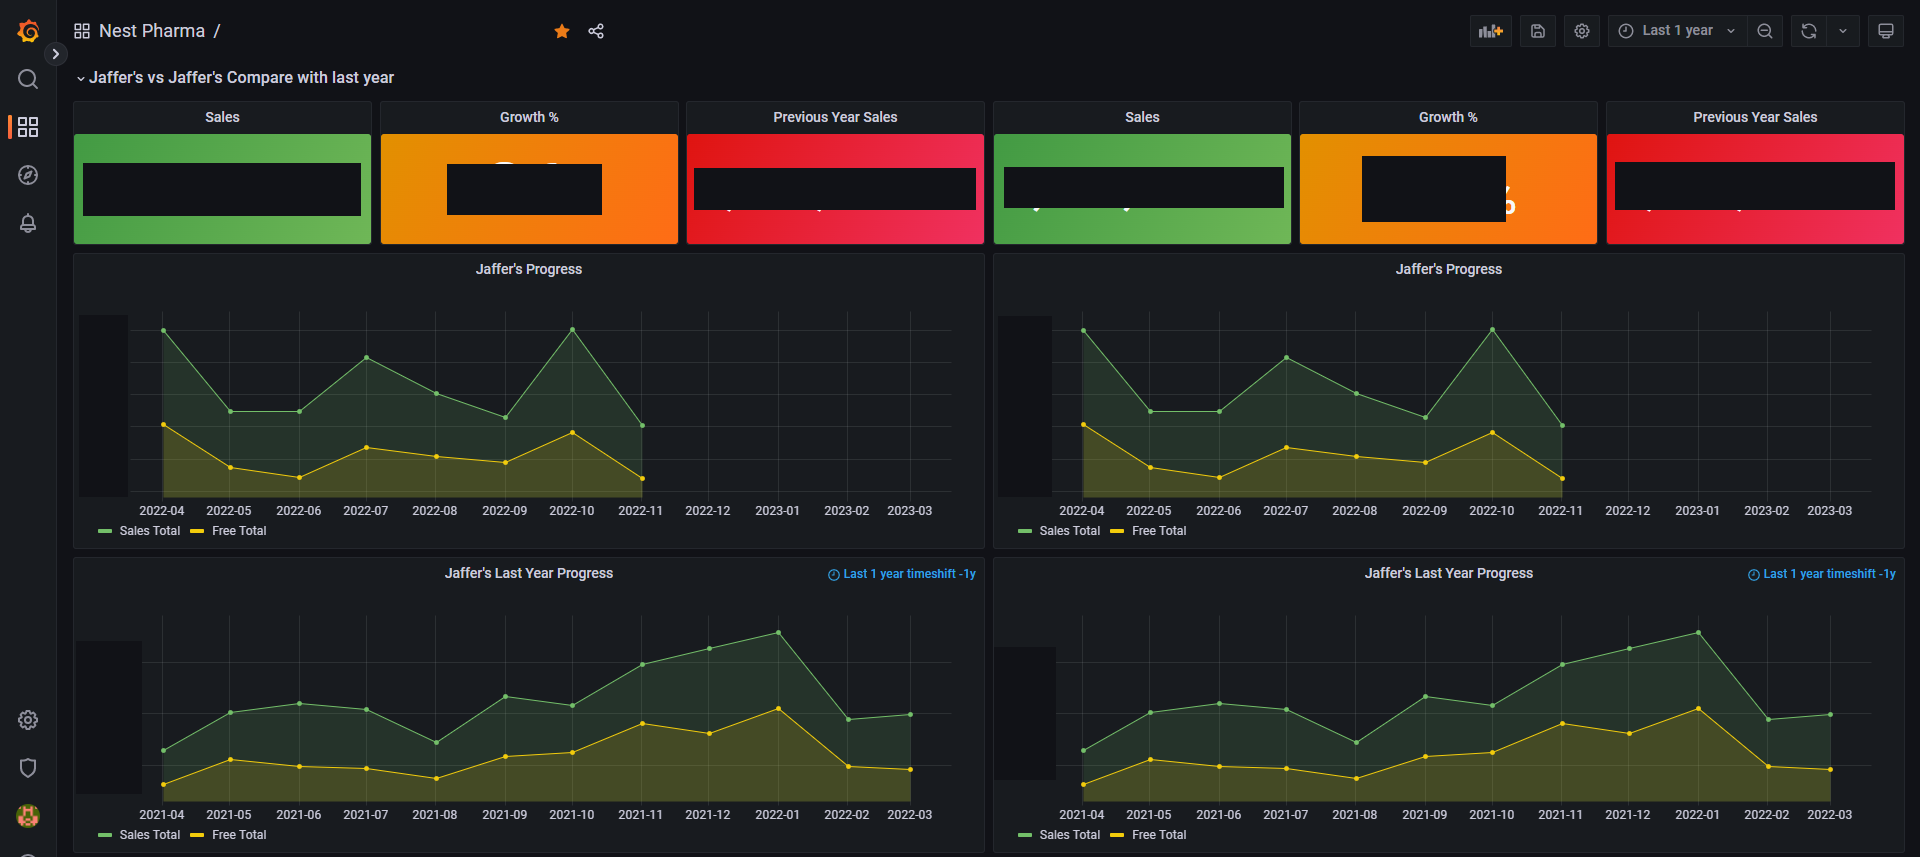 Nest Pharma /
Last 1 year
Jaffer's vs Jaffer's Compare with last year
Sales
Growth %
Previous Year Sales
Sales
Growth %
Previous Year Sales
%
Jaffer's Progress
2022-04 2022-05 2022-06 2022-07 2022-08 2022-09 2022-10 2022-11 2022-12 2023-01 2023-02 2023-03
Sales Total Free Total
Jaffer's Progress
2022-04 2022-05 2022-06 2022-07 2022-08 2022-09 2022-10 2022-11 2022-12 2023-01 2023-02 2023-03
Sales Total Free Total
Jaffer's Last Year Progress
Last 1 year timeshift -1y
2021-04 2021-05 2021-06 2021-07 2021-08 2021-09 2021-10 2021-11 2021-12 2022-01 2022-02 2022-03
Sales Total Free Total
Jaffer's Last Year Progress
Last 1 year timeshift -1y
2021-04 2021-05 2021-06 2021-07 2021-08 2021-09 2021-10 2021-11 2021-12 2022-01 2022-02 2022-03
Sales Total Free Total